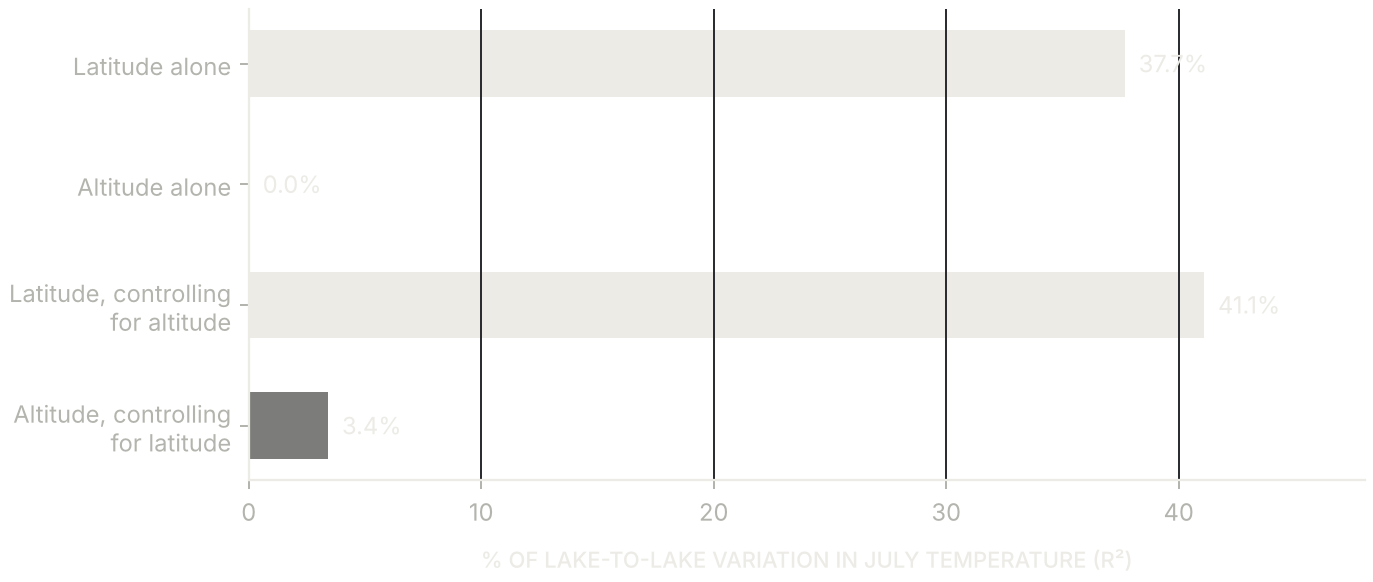 Latitude alone
37.7%
Altitude alone
0.0%
Latitude, controlling
for altitude
41.1%
Altitude, controlling
for latitude
3.4%
0 10 20 30 40
% OF LAKE-TO-LAKE VARIATION IN JULY TEMPERATURE (R²)